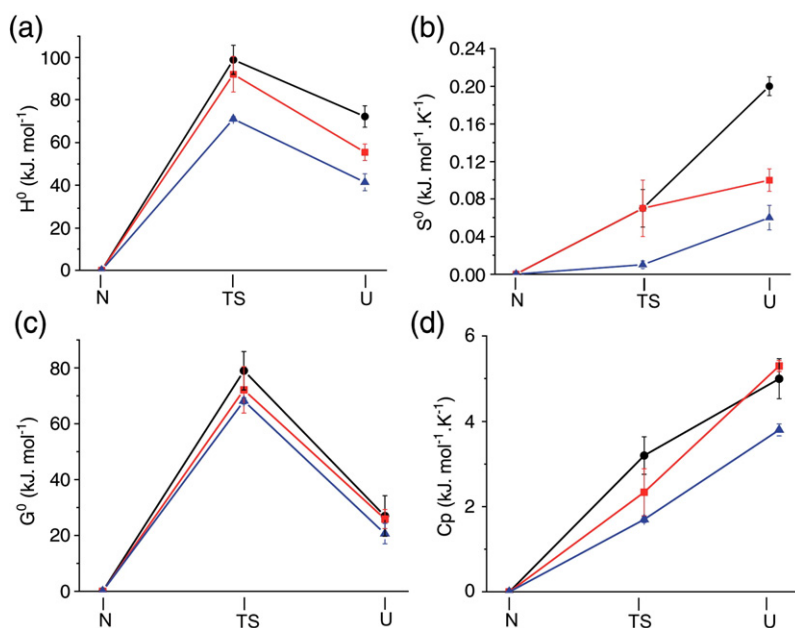 (a)
H⁰ (kJ. mol⁻¹)
100
80
60
40
20
0
N TS U
(b)
S⁰ (kJ. mol⁻¹.K⁻¹)
0.24
0.20
0.16
0.12
0.08
0.04
0.00
N TS U
(c)
G⁰ (kJ. mol⁻¹)
80
60
40
20
0
N TS U
(d)
Cp (kJ. mol⁻¹.K⁻¹)
6
4
2
0
N TS U